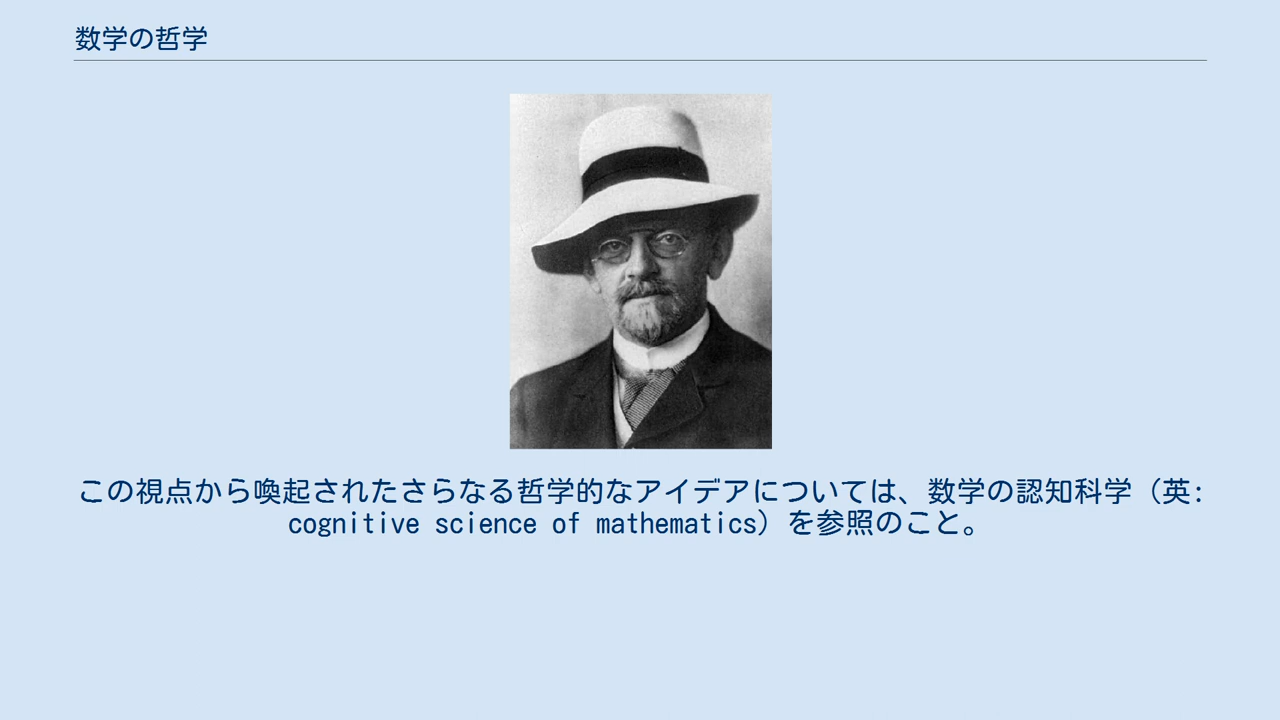 数学の哲学
この視点から喚起されたさらなる哲学的なアイデアについては、数学の認知科学（英:
cognitive science of mathematics）を参照のこと。